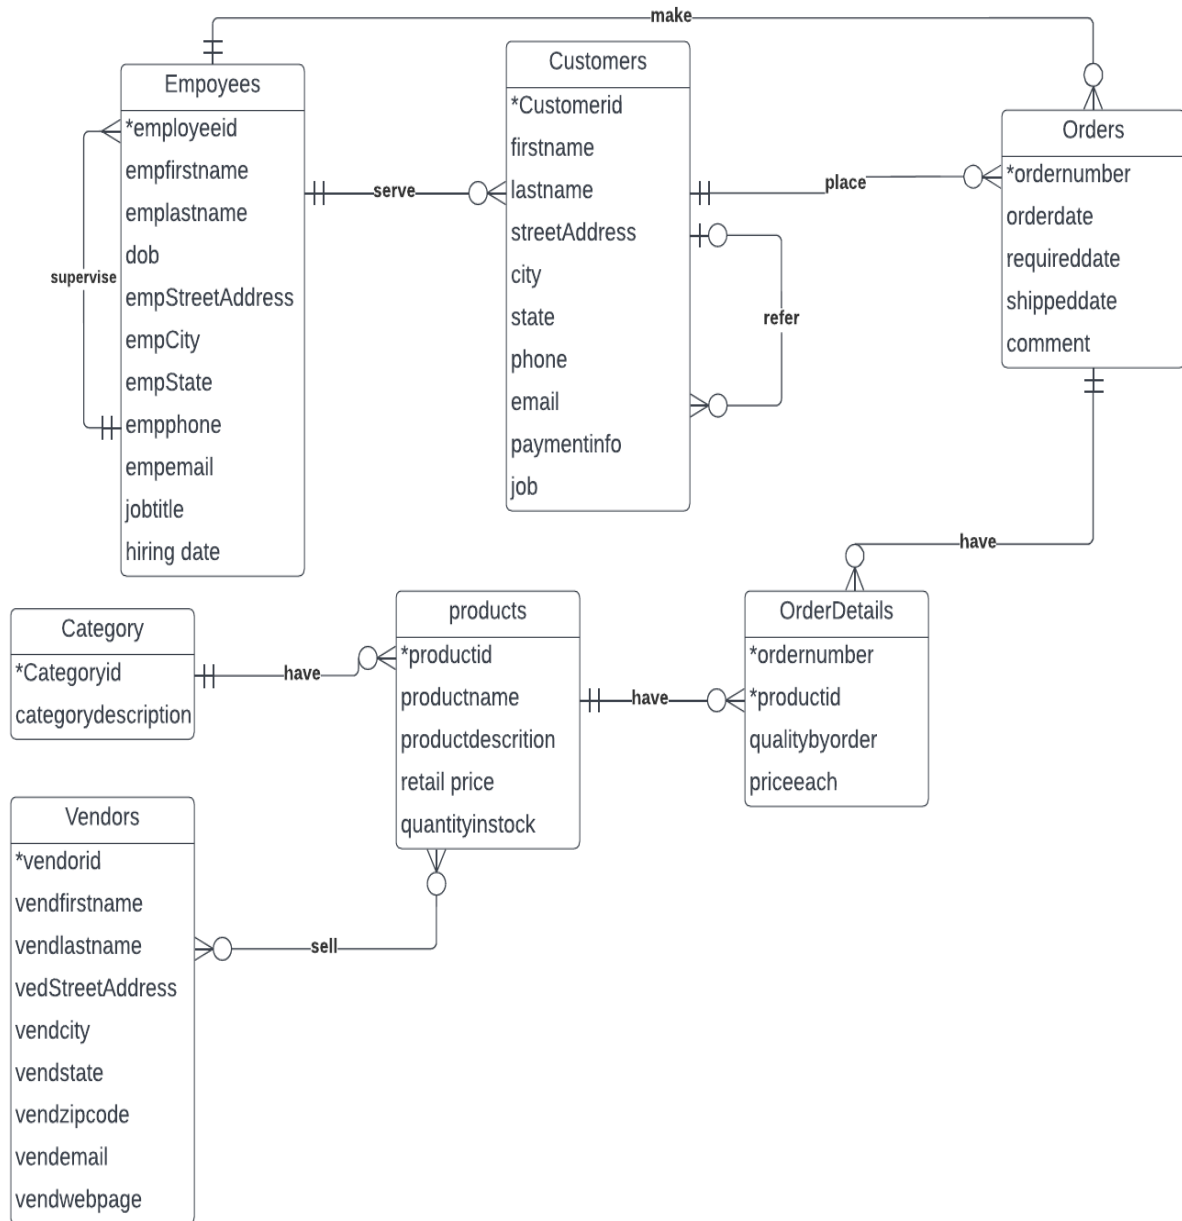 make
Empoyees
*employeeid
empfirstname
emplastname
dob
empStreetAddress
empCity
empState
empphone
empemail
jobtitle
hiring date
supervise
serve
Customers
*Customerid
firstname
lastname
streetAddress
city
state
phone
email
paymentinfo
job
place
refer
Orders
*ordernumber
orderdate
requireddate
shippeddate
comment
have
Category
*Categoryid
categorydescription
have
products
*productid
productname
productdescrition
retail price
quantityinstock
have
OrderDetails
*ordernumber
*productid
qualitybyorder
priceeach
Vendors
*vendorid
vendfirstname
vendlastname
vedStreetAddress
vendcity
vendstate
vendzipcode
vendemail
vendwebpage
sell